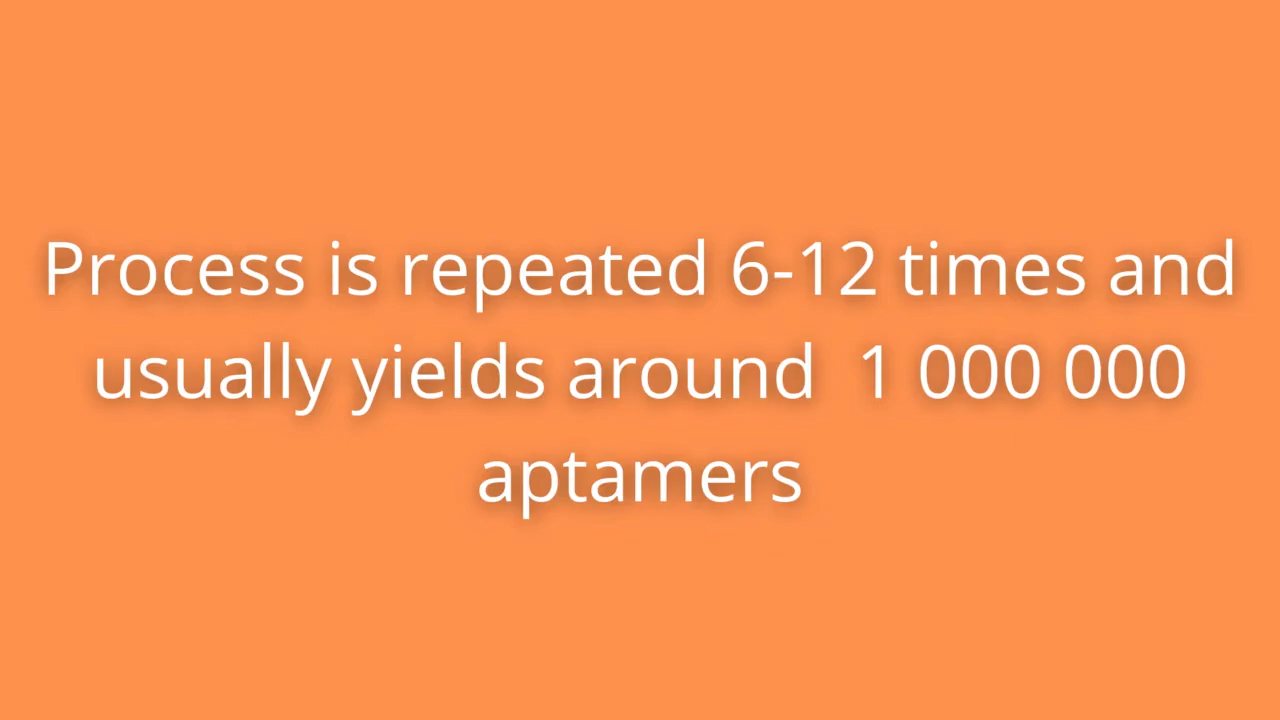 Process is repeated 6-12 times and
usually yields around  1 000 000
aptamers